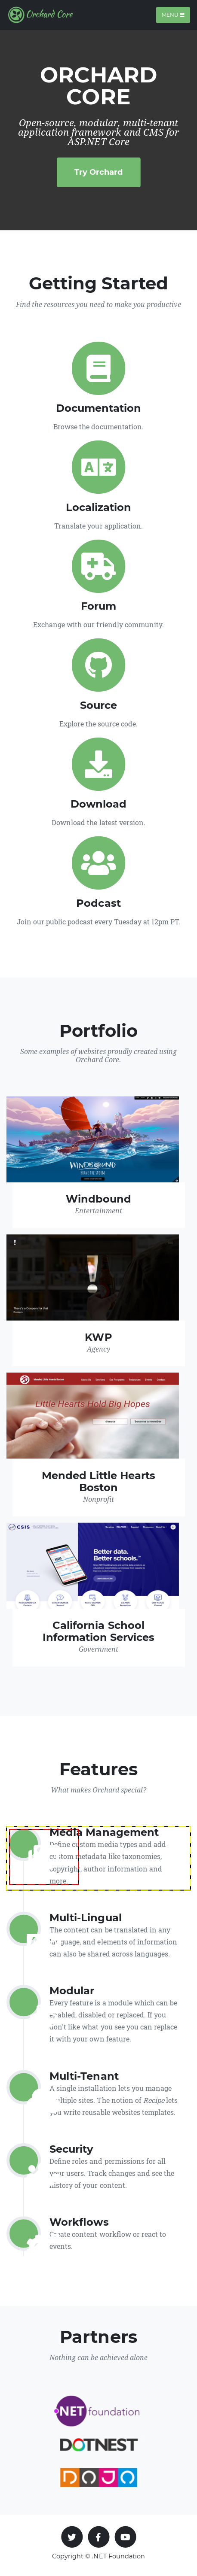 Orchard Core
MENU
ORCHARD
CORE
Open-source, modular, multi-tenant
application framework and CMS for
ASP.NET Core
Try Orchard
Getting Started
Find the resources you need to make you productive
Documentation
Browse the documentation.
Localization
Translate your application.
Forum
Exchange with our friendly community.
Source
Explore the source code.
Download
Download the latest version.
Podcast
Join our public podcast every Tuesday at 12pm PT.
Portfolio
Some examples of websites proudly created using
Orchard Core.
WINDBOUND
Windbound
Entertainment
KWP
Agency
Little Hearts Hold Big Hopes
Mended Little Hearts
Boston
Nonprofit
CSIS
Better data.
Better schools.™
California School
Information Services
Government
Features
What makes Orchard special?
Media Management
Define custom media types and add
custom metadata like taxonomies,
copyright, author information and
more.
Multi-Lingual
The content can be translated in any
language, and elements of information
can also be shared across languages.
Modular
Every feature is a module which can be
enabled, disabled or replaced. If you
don't like what you see you can replace
it with your own feature.
Multi-Tenant
A single installation lets you manage
multiple sites. The notion of Recipe lets
you write reusable websites templates.
Security
Define roles and permissions for all
your users. Track changes and see the
history of your content.
Workflows
Create content workflow or react to
events.
Partners
Nothing can be achieved alone
.NET foundation
DOTNEST
DOJO
Copyright © .NET Foundation